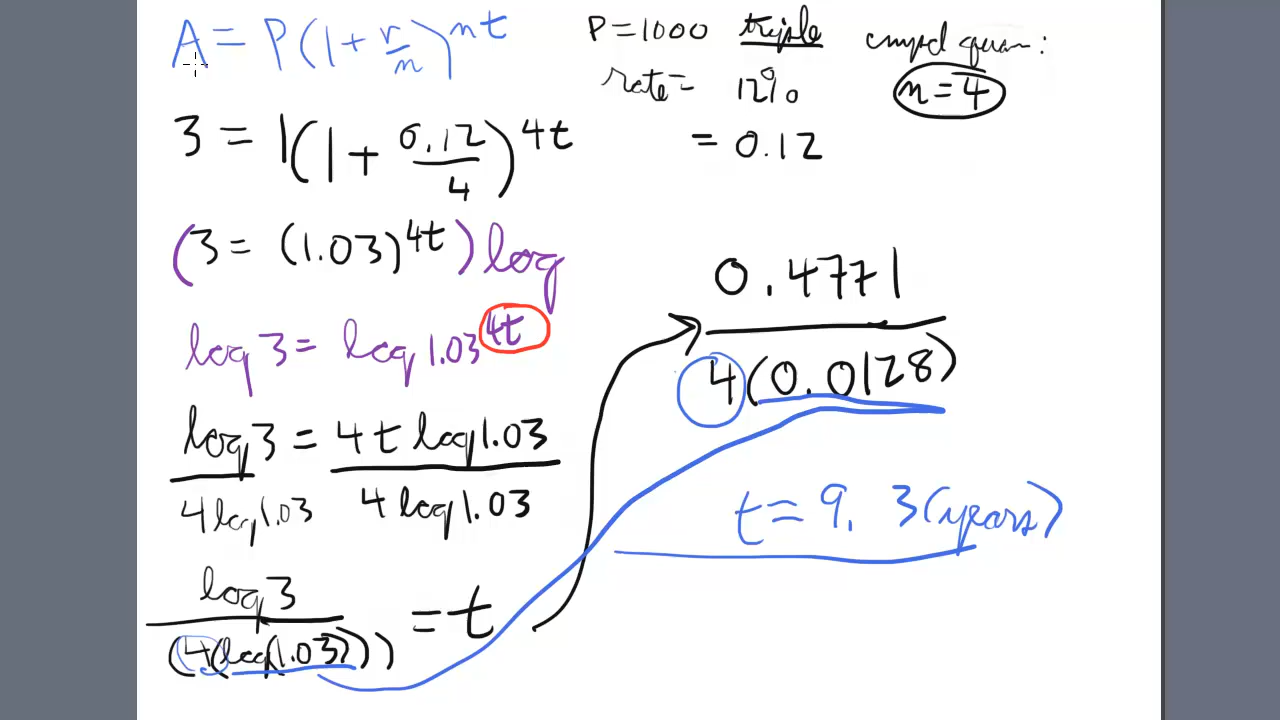 A = P(1 + r/n)^nt
P = 1000 triple cmpd quar:
rate = 12% n = 4
= 0.12
3 = 1(1 + 0.12/4)^4t
(3 = (1.03)^4t) log
log 3 = log 1.03^4t
log 3 = 4t log 1.03
4 log 1.03 4 log 1.03
log 3
(4(log(1.03))) = t
0.4771
4(0.0128)
t = 9.3 (years)